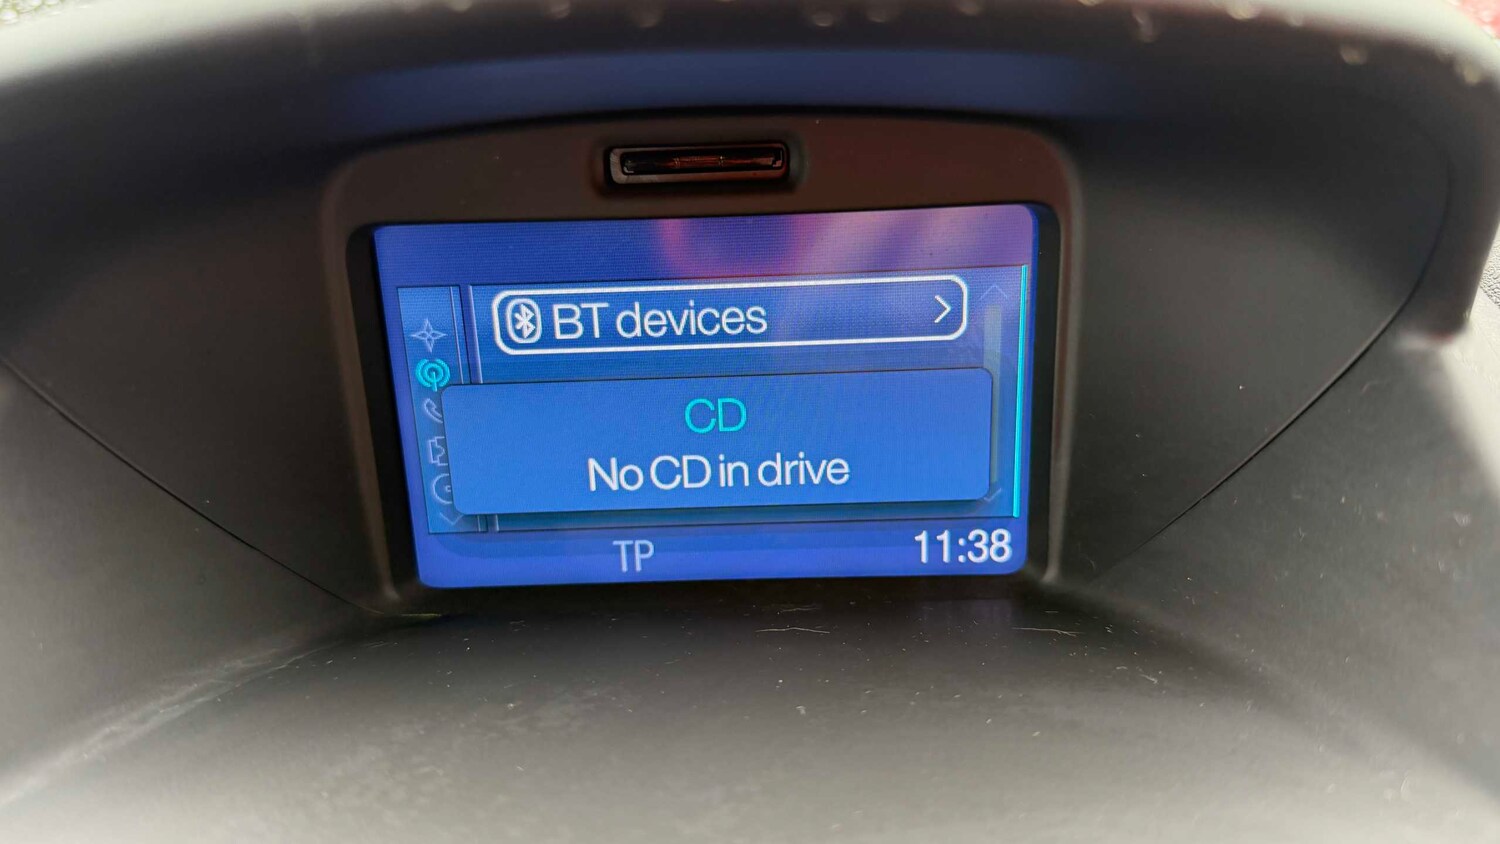 BT devices
CD
No CD in drive
TP
11:38